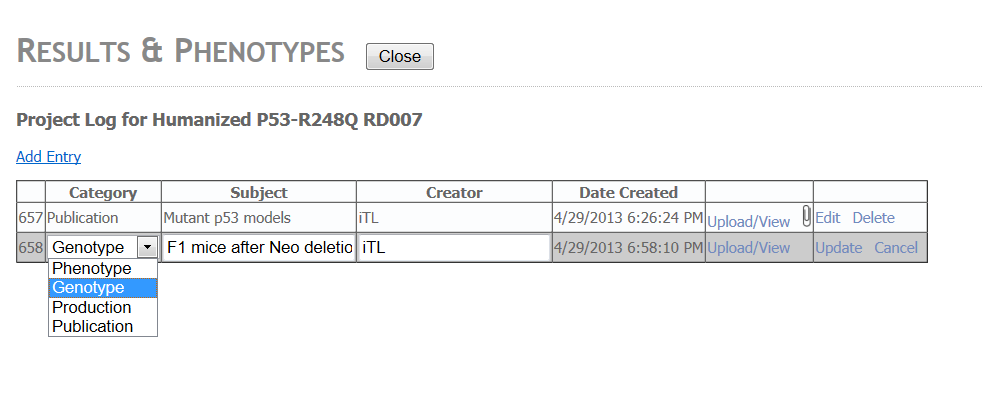 RESULTS & PHENOTYPES Close
Project Log for Humanized P53-R248Q RD007
Add Entry
Category Subject Creator Date Created
657 Publication Mutant p53 models iTL 4/29/2013 6:26:24 PM Upload/View Edit Delete
658 Genotype F1 mice after Neo deletio iTL 4/29/2013 6:58:10 PM Upload/View Update Cancel
Phenotype
Genotype
Production
Publication